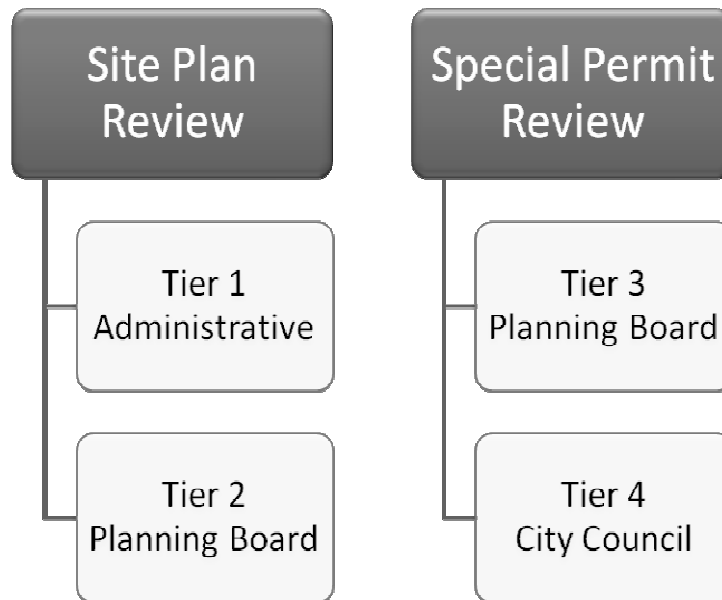 Site Plan
Review
Tier 1
Administrative
Tier 2
Planning Board
Special Permit
Review
Tier 3
Planning Board
Tier 4
City Council